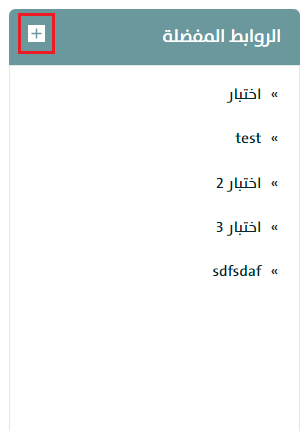 الروابط المفضلة
» اختبار
» test
» اختبار 2
» اختبار 3
» sdfsdaf